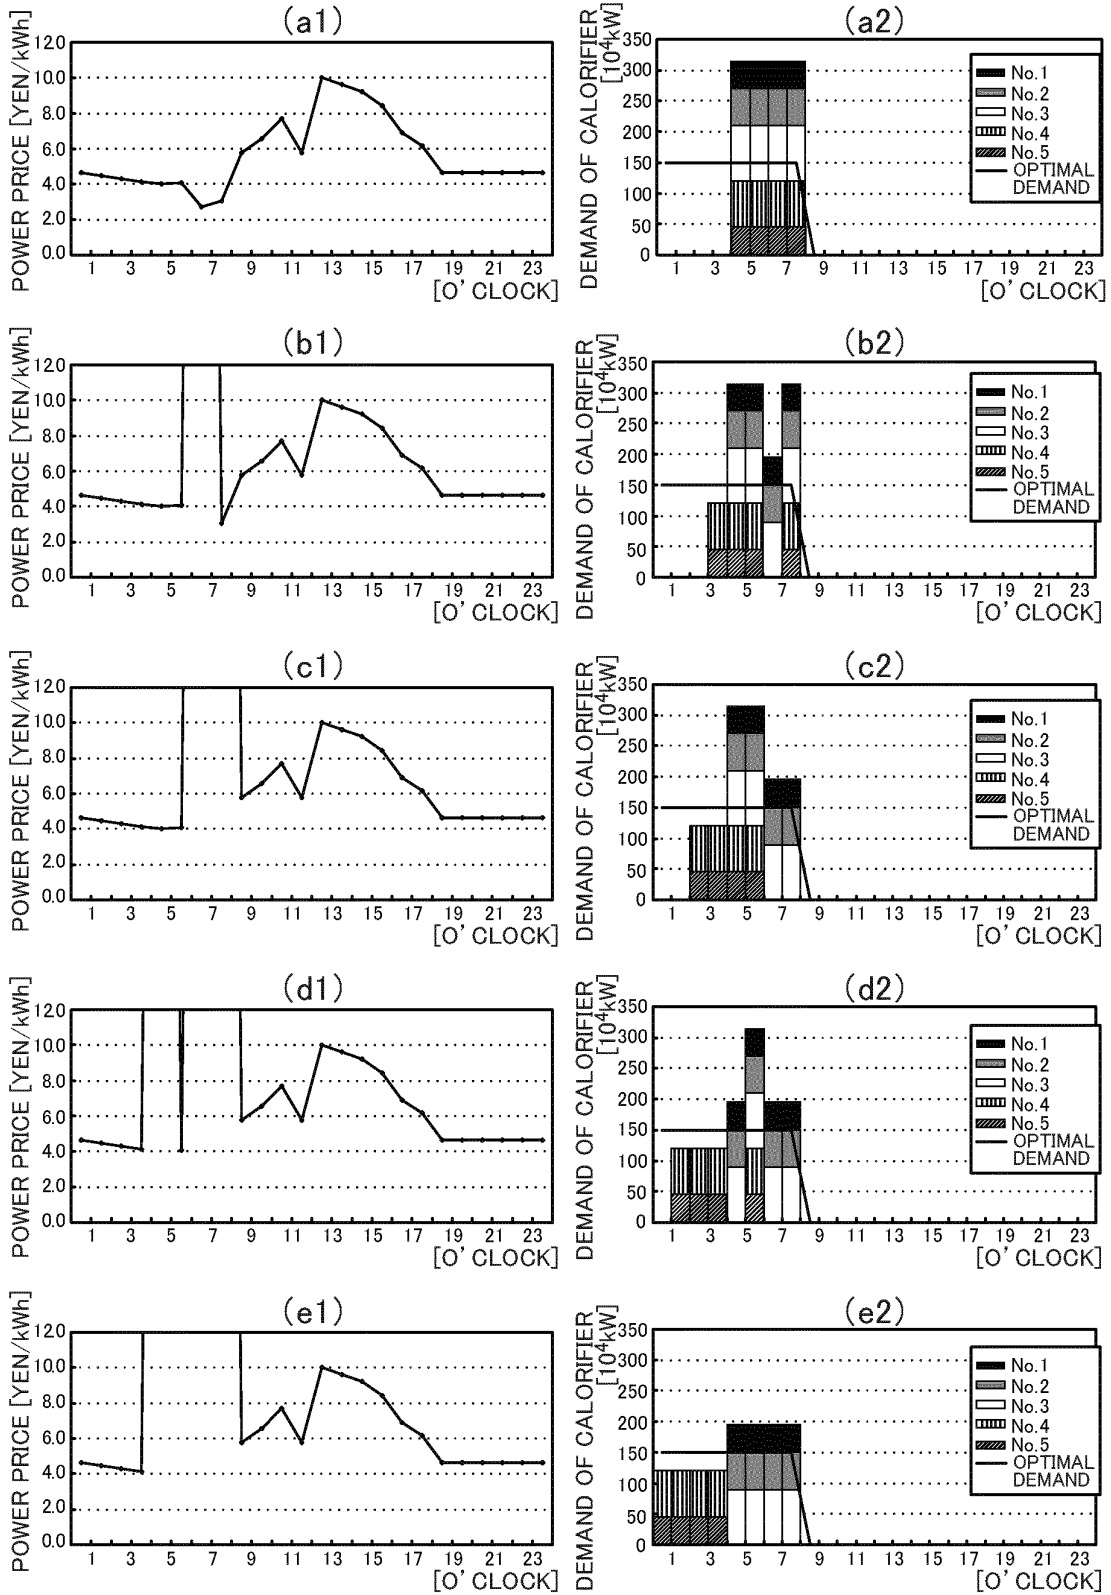 (a1)
POWER PRICE [YEN/kWh]
12.0
10.0
8.0
6.0
4.0
2.0
0.0
1 3 5 7 9 11 13 15 17 19 21 23
[O' CLOCK]
(a2)
DEMAND OF CALORIFIER
[10⁴kW]
350
300
250
200
150
100
50
0
1 3 5 7 9 11 13 15 17 19 21 23
[O' CLOCK]
No.1
No.2
No.3
No.4
No.5
OPTIMAL
DEMAND
(b1)
POWER PRICE [YEN/kWh]
12.0
10.0
8.0
6.0
4.0
2.0
0.0
1 3 5 7 9 11 13 15 17 19 21 23
[O' CLOCK]
(b2)
DEMAND OF CALORIFIER
[10⁴kW]
350
300
250
200
150
100
50
0
1 3 5 7 9 11 13 15 17 19 21 23
[O' CLOCK]
No.1
No.2
No.3
No.4
No.5
OPTIMAL
DEMAND
(c1)
POWER PRICE [YEN/kWh]
12.0
10.0
8.0
6.0
4.0
2.0
0.0
1 3 5 7 9 11 13 15 17 19 21 23
[O' CLOCK]
(c2)
DEMAND OF CALORIFIER
[10⁴kW]
350
300
250
200
150
100
50
0
1 3 5 7 9 11 13 15 17 19 21 23
[O' CLOCK]
No.1
No.2
No.3
No.4
No.5
OPTIMAL
DEMAND
(d1)
POWER PRICE [YEN/kWh]
12.0
10.0
8.0
6.0
4.0
2.0
0.0
1 3 5 7 9 11 13 15 17 19 21 23
[O' CLOCK]
(d2)
DEMAND OF CALORIFIER
[10⁴kW]
350
300
250
200
150
100
50
0
1 3 5 7 9 11 13 15 17 19 21 23
[O' CLOCK]
No.1
No.2
No.3
No.4
No.5
OPTIMAL
DEMAND
(e1)
POWER PRICE [YEN/kWh]
12.0
10.0
8.0
6.0
4.0
2.0
0.0
1 3 5 7 9 11 13 15 17 19 21 23
[O' CLOCK]
(e2)
DEMAND OF CALORIFIER
[10⁴kW]
350
300
250
200
150
100
50
0
1 3 5 7 9 11 13 15 17 19 21 23
[O' CLOCK]
No.1
No.2
No.3
No.4
No.5
OPTIMAL
DEMAND